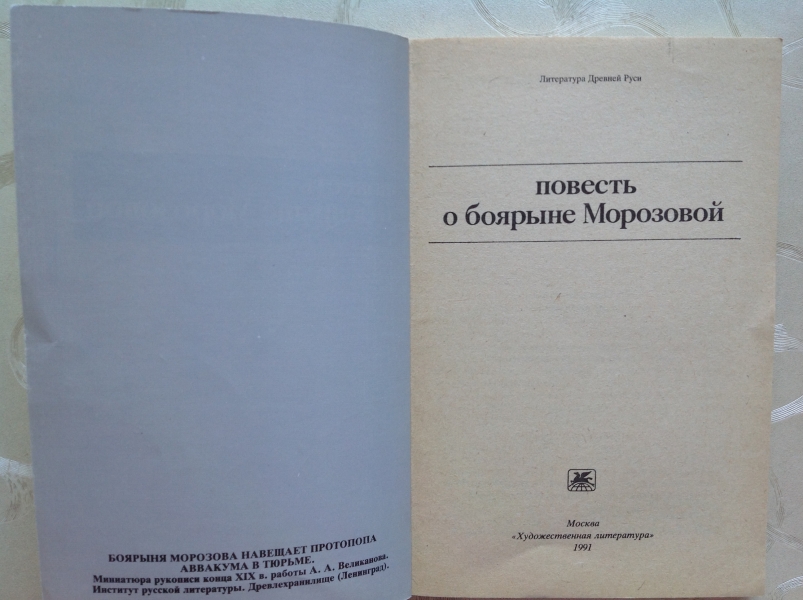 БОЯРЫНЯ МОРОЗОВА НАВЕЩАЕТ ПРОТОПОПА
АВВАКУМА В ТЮРЬМЕ.
Миниатюра рукописи конца XIX в. работы А. А. Великанова.
Институт русской литературы. Древлехранилище (Ленинград).
Литература Древней Руси
повесть
о боярыне Морозовой
Москва
«Художественная литература»
1991